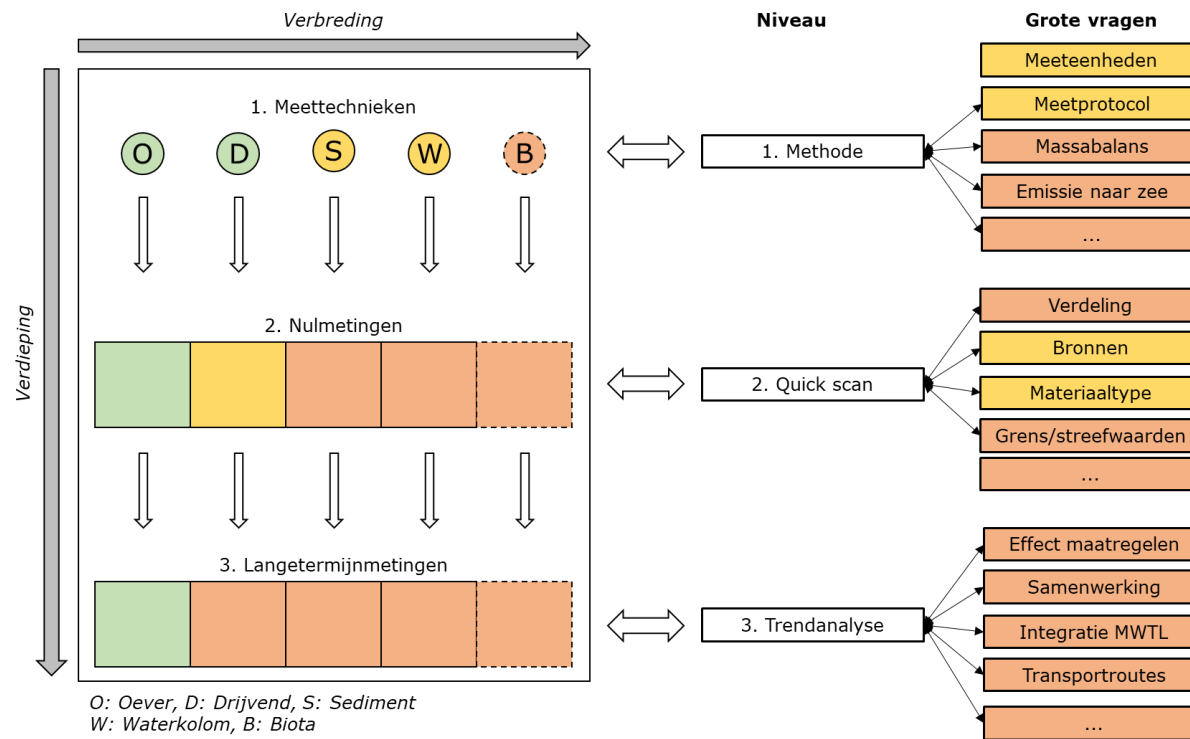 Verbreding
Verdieping
1. Meettechnieken
O
D
S
W
B
2. Nulmetingen
3. Langetermijnmetingen
O: Oever, D: Drijvend, S: Sediment
W: Waterkolom, B: Biota
Niveau
1. Methode
2. Quick scan
3. Trendanalyse
Grote vragen
Meeteenheden
Meetprotocol
Massabalans
Emissie naar zee
...
Verdeling
Bronnen
Materiaaltype
Grens/streefwaarden
...
Effect maatregelen
Samenwerking
Integratie MWTL
Transportroutes
...